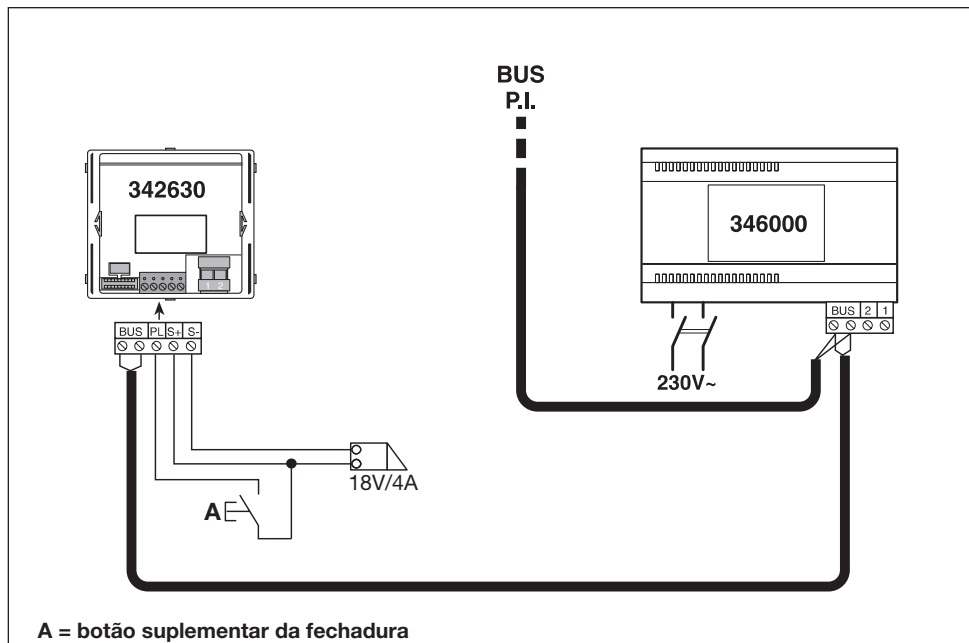 BUS
P.I.
342630
1 2
BUS PL S+ S-
18V/4A
A
346000
BUS 2 1
230V~
A = botão suplementar da fechadura